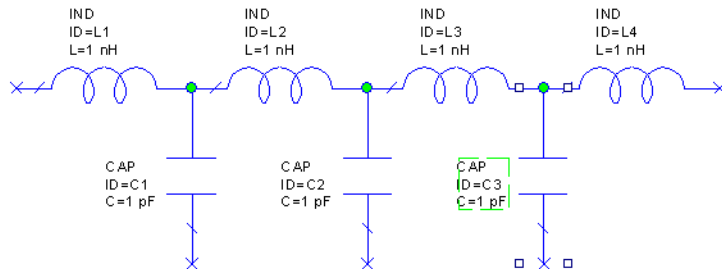 IND
ID=L1
L=1 nH
IND
ID=L2
L=1 nH
IND
ID=L3
L=1 nH
IND
ID=L4
L=1 nH
CAP
ID=C1
C=1 pF
CAP
ID=C2
C=1 pF
CAP
ID=C3
C=1 pF